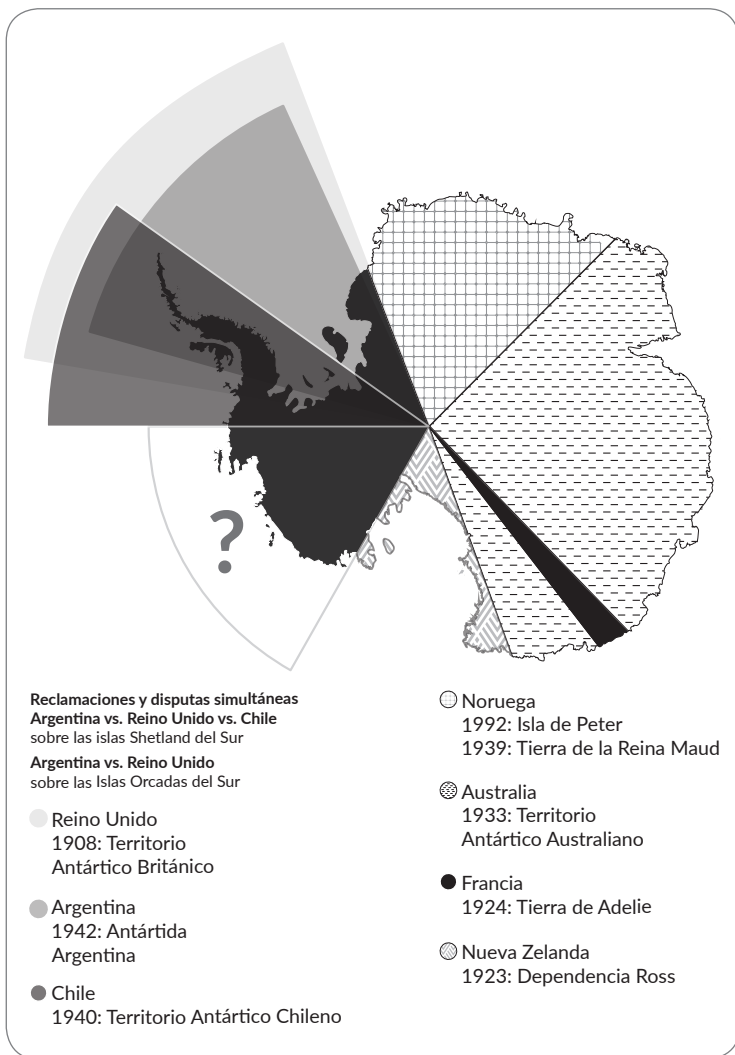 ?
Reclamaciones y disputas simultáneas
Argentina vs. Reino Unido vs. Chile
sobre las islas Shetland del Sur
Argentina vs. Reino Unido
sobre las Islas Orcadas del Sur
Reino Unido
1908: Territorio
Antártico Británico
Argentina
1942: Antártida
Argentina
Chile
1940: Territorio Antártico Chileno
Noruega
1992: Isla de Peter
1939: Tierra de la Reina Maud
Australia
1933: Territorio
Antártico Australiano
Francia
1924: Tierra de Adelie
Nueva Zelanda
1923: Dependencia Ross